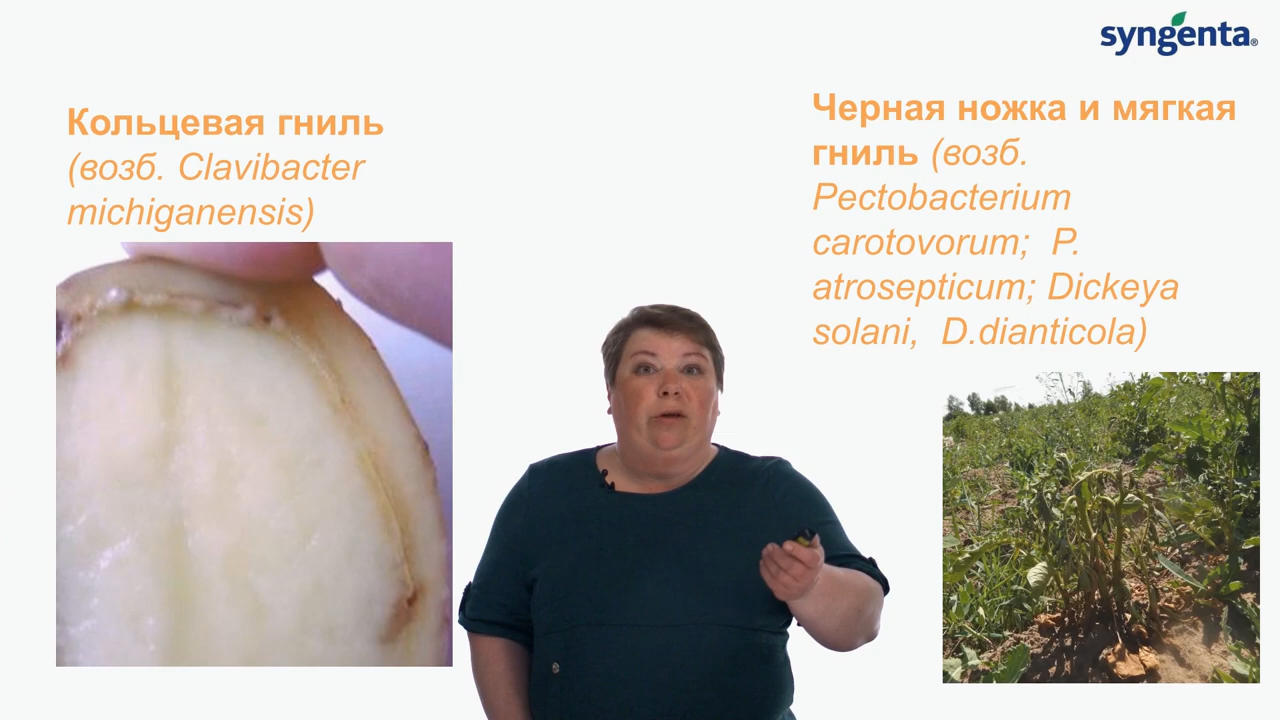 syngenta®
Кольцевая гниль
(возб. Clavibacter
michiganensis)
Черная ножка и мягкая
гниль (возб.
Pectobacterium
carotovorum;  P.
atrosepticum; Dickeya
solani,  D.dianticola)